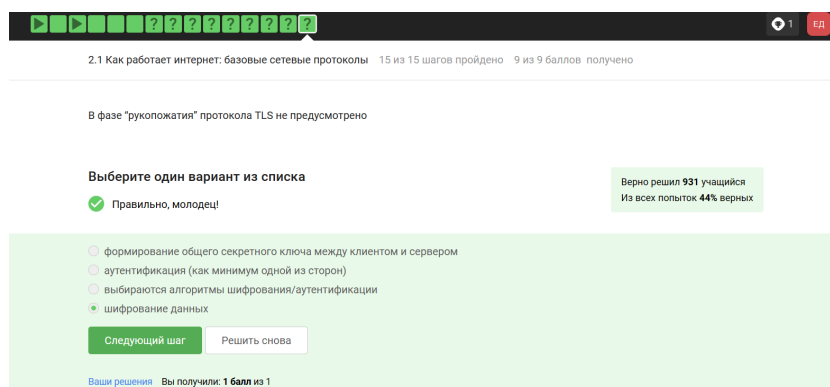 ? ? ? ? ? ? ? ? ? 1 ЕД
2.1 Как работает интернет: базовые сетевые протоколы 15 из 15 шагов пройдено 9 из 9 баллов получено
В фазе “рукопожатия” протокола TLS не предусмотрено
Выберите один вариант из списка
Правильно, молодец!
Верно решил 931 учащийся
Из всех попыток 44% верных
формирование общего секретного ключа между клиентом и сервером
аутентификация (как минимум одной из сторон)
выбираются алгоритмы шифрования/аутентификации
шифрование данных
Следующий шаг Решить снова
Ваши решения Вы получили: 1 балл из 1